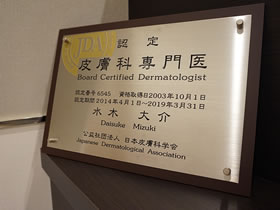 JDA
認定
皮膚科専門医
Board Certified Dermatologist
認定番号6545 資格取得日2003年10月1日
認定期間2014年4月1日～2019年3月31日
水木 大介
Daisuke Mizuki
公益社団法人 日本皮膚科学会
Japanese Dermatological Association